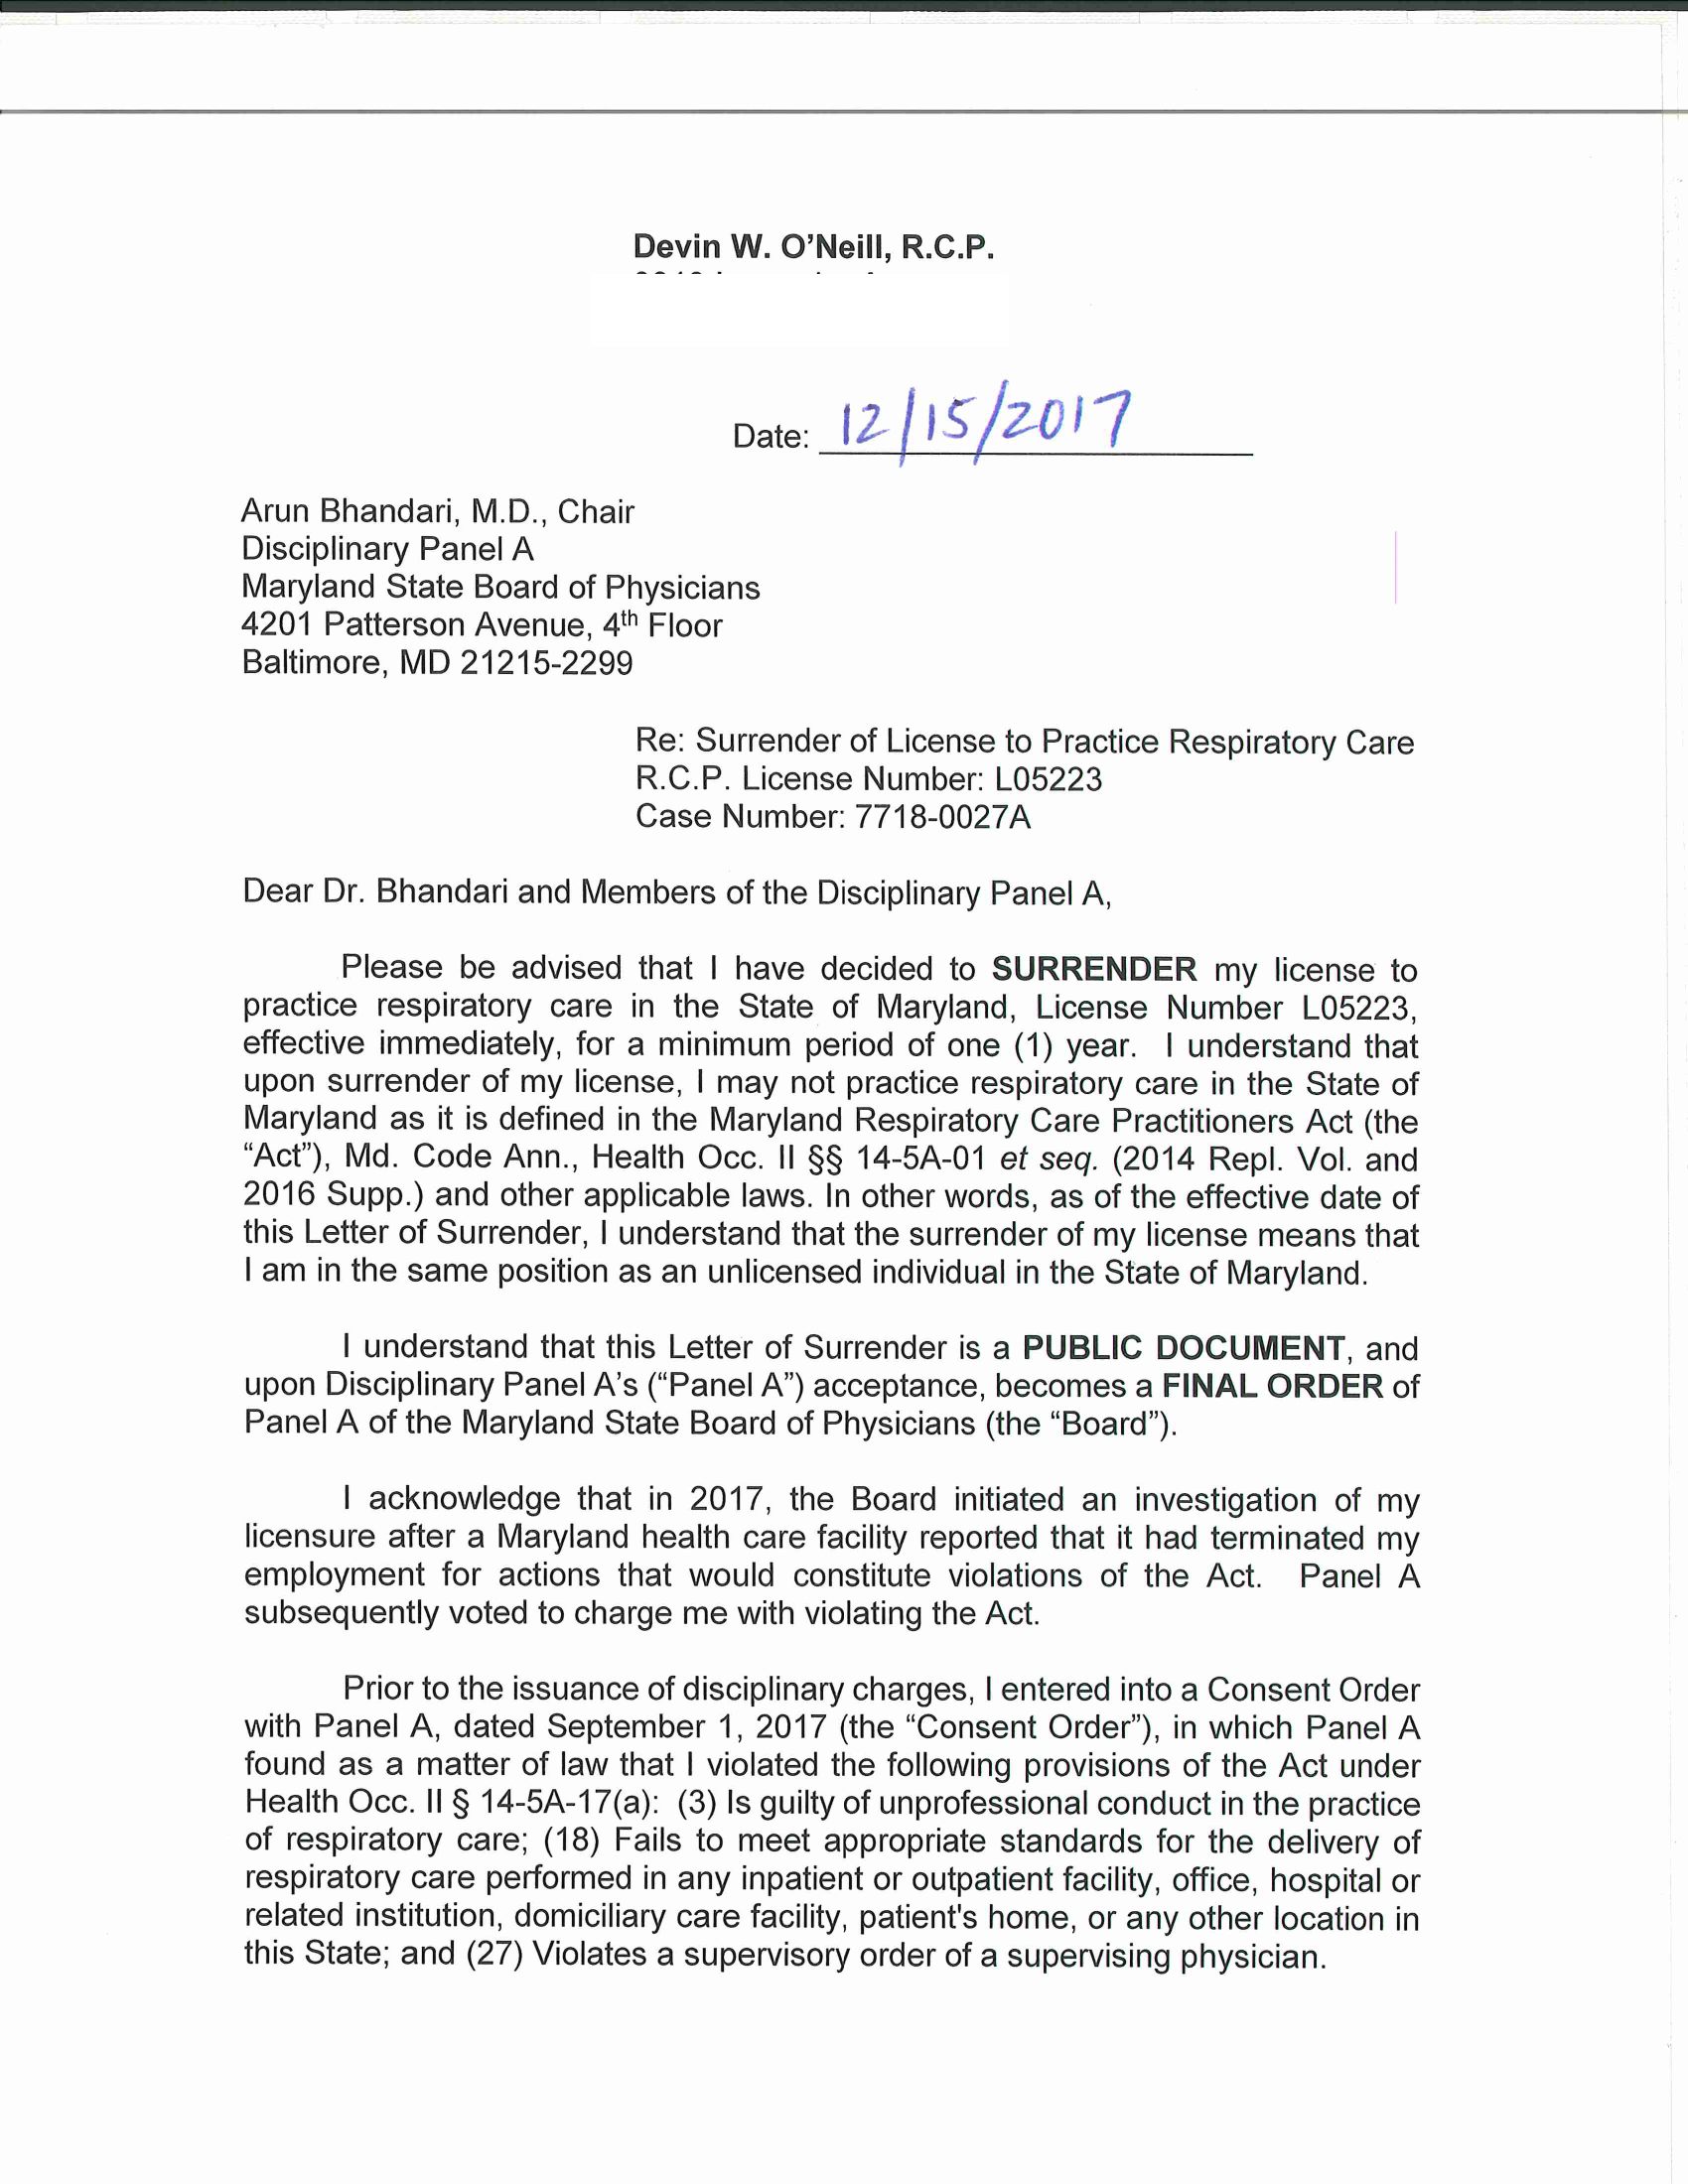 Devin W. O'Neill, R.C.P.
Date: 12/15/2017
Arun Bhandari, M.D., Chair
Disciplinary Panel A
Maryland State Board of Physicians
4201 Patterson Avenue, 4th Floor
Baltimore, MD 21215-2299
Re: Surrender of License to Practice Respiratory Care
R.C.P. License Number: L05223
Case Number: 7718-0027A
Dear Dr. Bhandari and Members of the Disciplinary Panel A,
Please be advised that I have decided to SURRENDER my license to
practice respiratory care in the State of Maryland, License Number L05223,
effective immediately, for a minimum period of one (1) year. I understand that
upon surrender of my license, I may not practice respiratory care in the State of
Maryland as it is defined in the Maryland Respiratory Care Practitioners Act (the
“Act”), Md. Code Ann., Health Occ. II §§ 14-5A-01 et seq. (2014 Repl. Vol. and
2016 Supp.) and other applicable laws. In other words, as of the effective date of
this Letter of Surrender, I understand that the surrender of my license means that
I am in the same position as an unlicensed individual in the State of Maryland.
I understand that this Letter of Surrender is a PUBLIC DOCUMENT, and
upon Disciplinary Panel A’s (“Panel A”) acceptance, becomes a FINAL ORDER of
Panel A of the Maryland State Board of Physicians (the “Board”).
I acknowledge that in 2017, the Board initiated an investigation of my
licensure after a Maryland health care facility reported that it had terminated my
employment for actions that would constitute violations of the Act. Panel A
subsequently voted to charge me with violating the Act.
Prior to the issuance of disciplinary charges, I entered into a Consent Order
with Panel A, dated September 1, 2017 (the “Consent Order”), in which Panel A
found as a matter of law that I violated the following provisions of the Act under
Health Occ. II § 14-5A-17(a): (3) Is guilty of unprofessional conduct in the practice
of respiratory care; (18) Fails to meet appropriate standards for the delivery of
respiratory care performed in any inpatient or outpatient facility, office, hospital or
related institution, domiciliary care facility, patient's home, or any other location in
this State; and (27) Violates a supervisory order of a supervising physician.